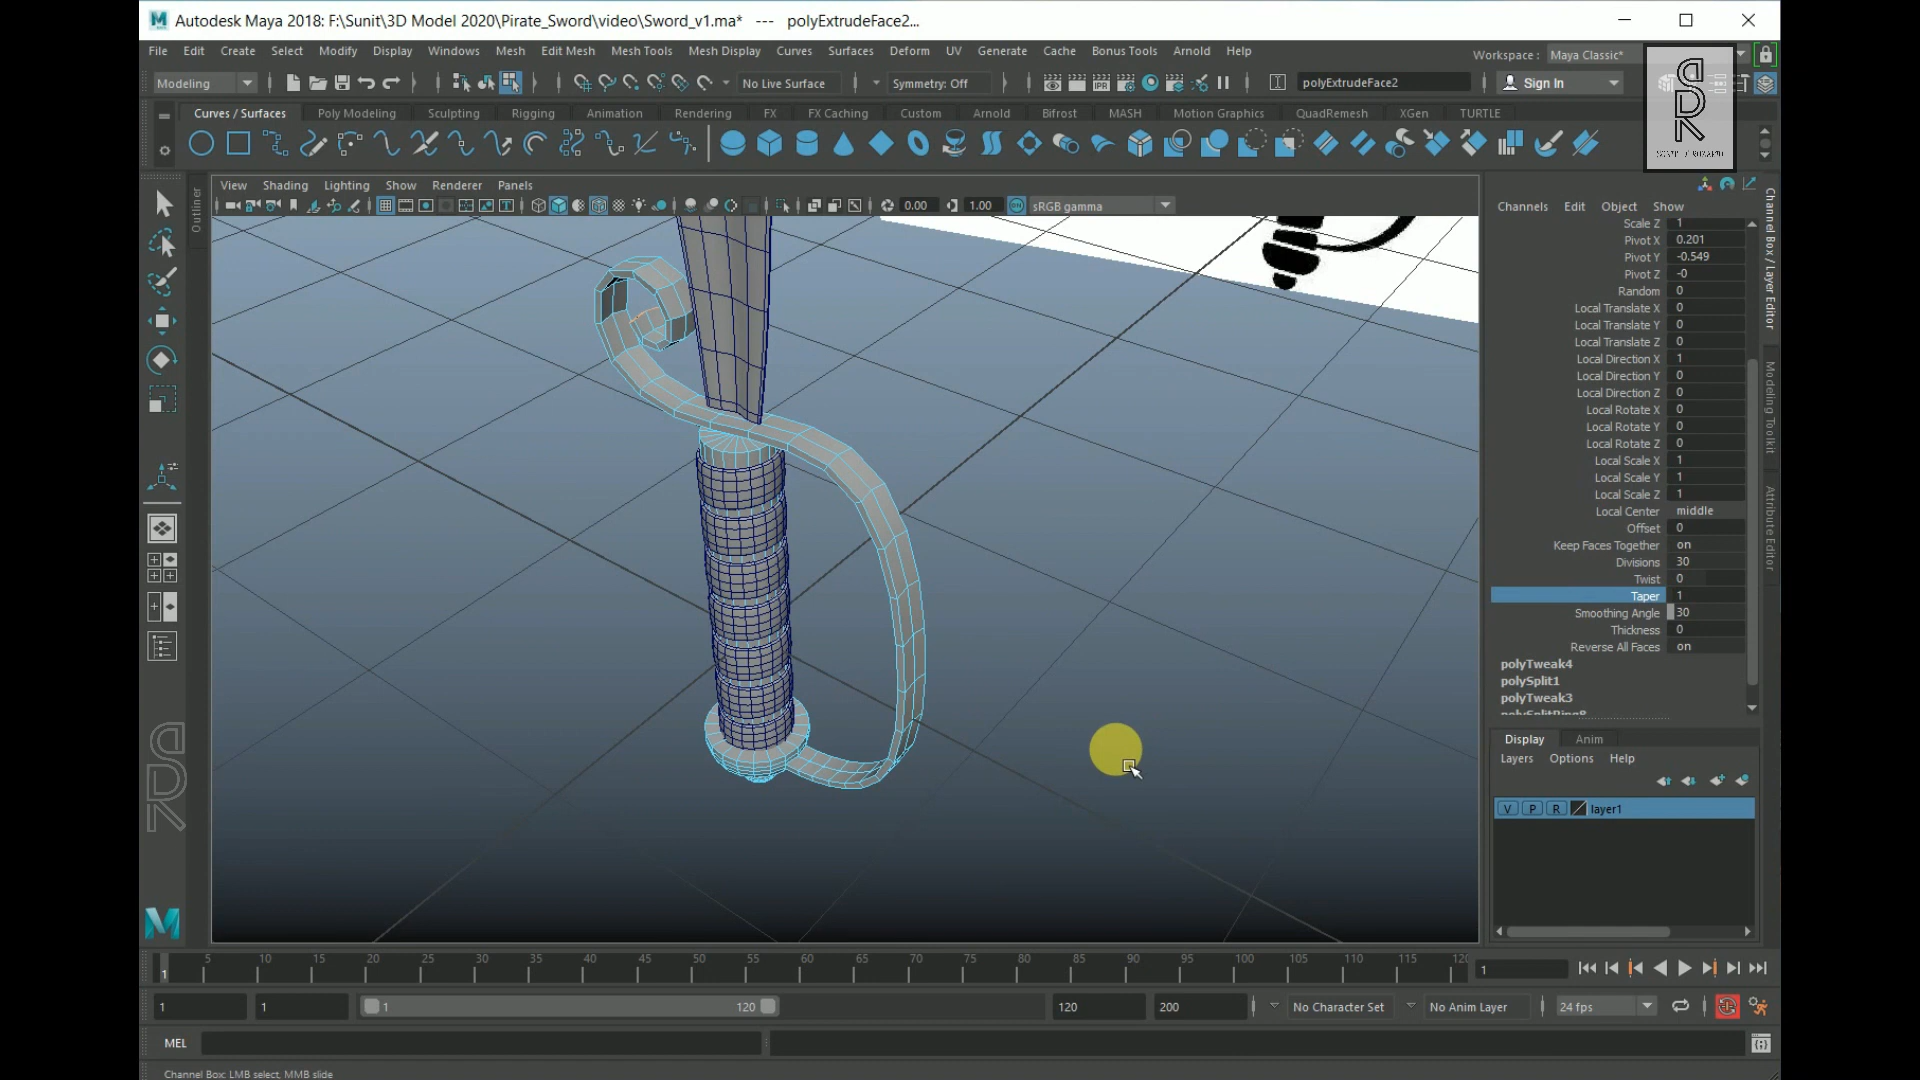 Autodesk Maya 2018: F:\Sunit\3D Model 2020\Pirate_Sword\video\Sword_v1.ma* --- polyExtrudeFace2...
File Edit Create Select Modify Display Windows Mesh Edit Mesh Mesh Tools Mesh Display Curves Surfaces Deform UV Generate Cache Bonus Tools Arnold Help
Workspace : Maya Classic*
Modeling No Live Surface Symmetry: Off polyExtrudeFace2 Sign In
Curves / Surfaces Poly Modeling Sculpting Rigging Animation Rendering FX FX Caching Custom Arnold Bifrost MASH Motion Graphics QuadRemesh XGen TURTLE
View Shading Lighting Show Renderer Panels
0.00 1.00 sRGB gamma
Outliner
Channels Edit Object Show
Scale Z 1
Pivot X 0.201
Pivot Y -0.549
Pivot Z -0
Random 0
Local Translate X 0
Local Translate Y 0
Local Translate Z 0
Local Direction X 1
Local Direction Y 0
Local Direction Z 0
Local Rotate X 0
Local Rotate Y 0
Local Rotate Z 0
Local Scale X 1
Local Scale Y 1
Local Scale Z 1
Local Center middle
Offset 0
Keep Faces Together on
Divisions 30
Twist 0
Taper 1
Smoothing Angle 30
Thickness 0
Reverse All Faces on
polyTweak4
polySplit1
polyTweak3
polySplitRing8
Channel Box / Layer Editor
Modeling Toolkit
Attribute Editor
Display Anim
Layers Options Help
V P R layer1
1 5 10 15 20 25 30 35 40 45 50 55 60 65 70 75 80 85 90 95 100 105 110 115 120
1
1 1 1 120 120 200 No Character Set No Anim Layer 24 fps
MEL
Channel Box: LMB select, MMB slide